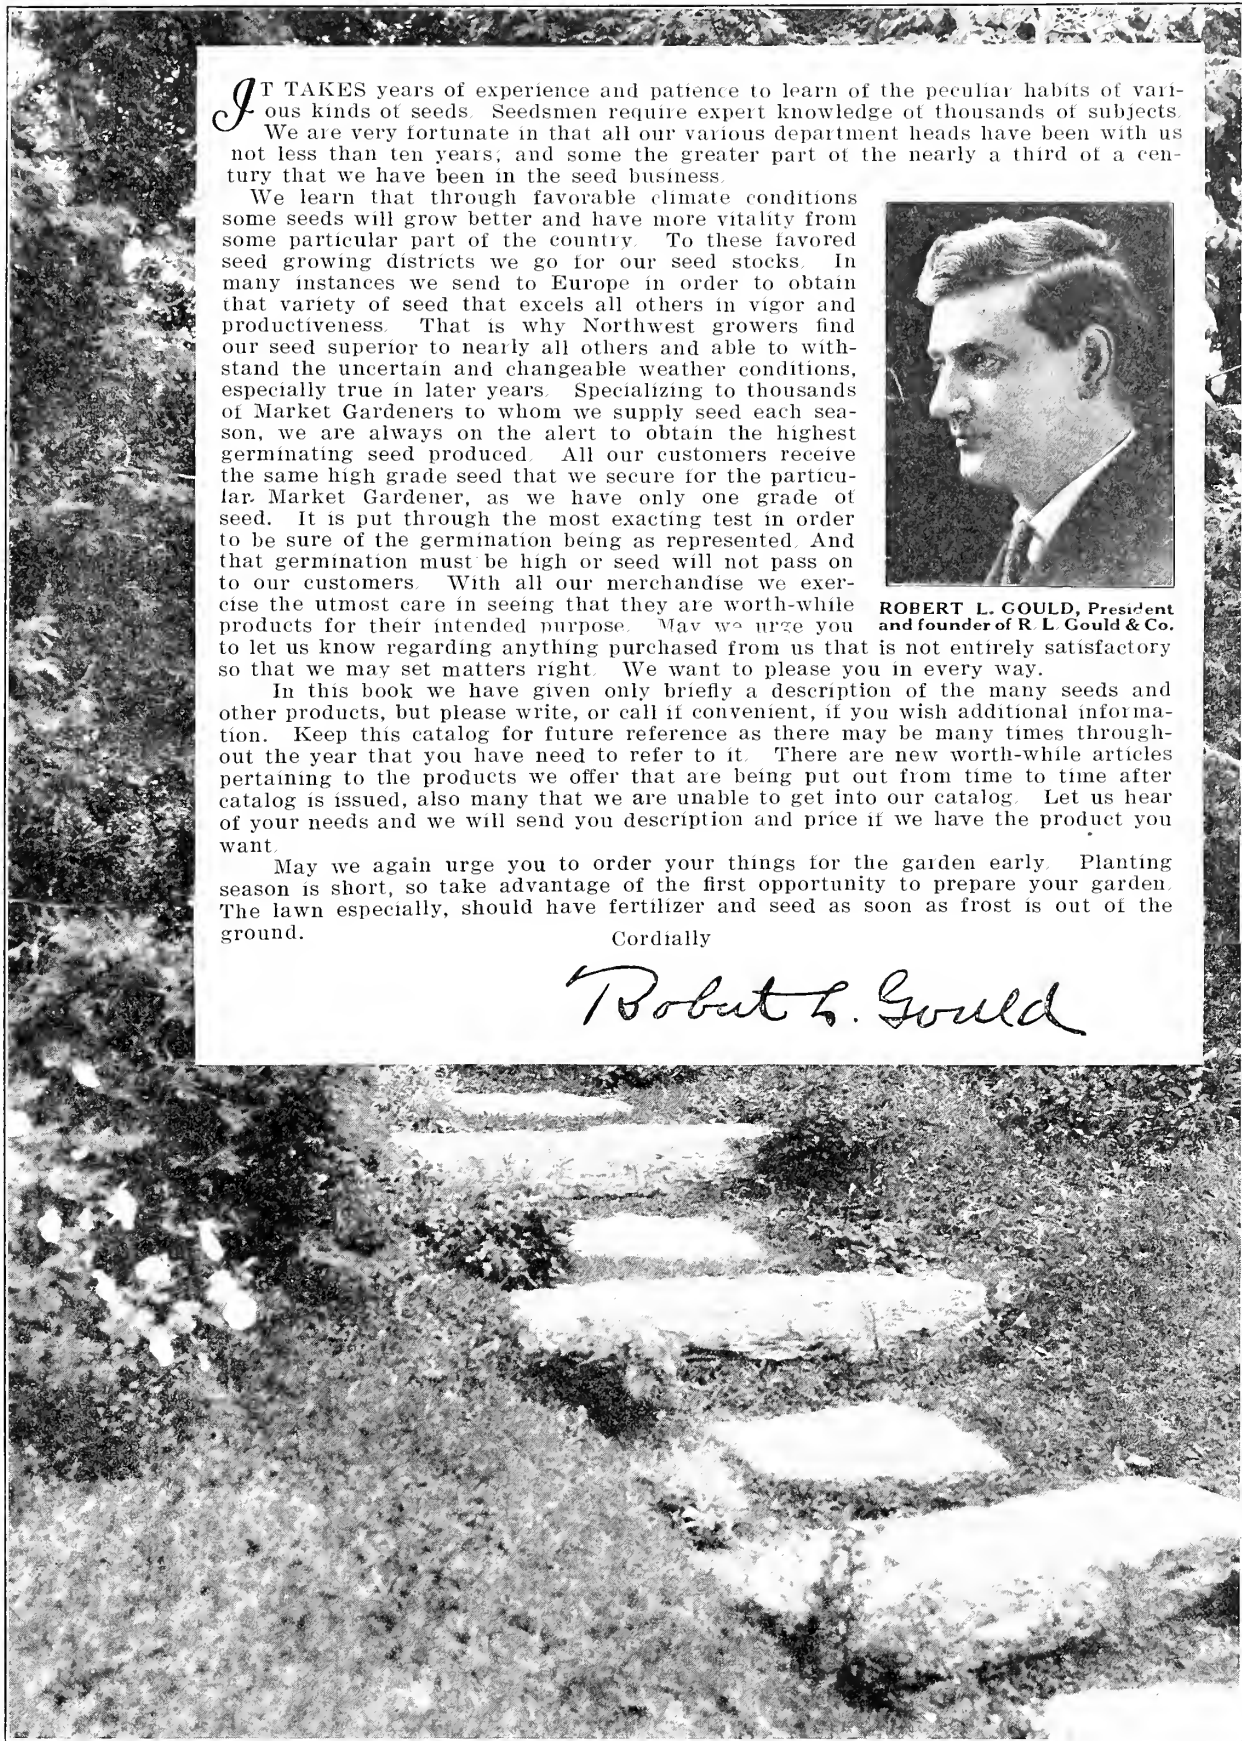 IT TAKES years of experience and patience to learn of the peculiar habits of vari-
ous kinds of seeds. Seedsmen require expert knowledge of thousands of subjects.
We are very fortunate in that all our various department heads have been with us
not less than ten years; and some the greater part of the nearly a third of a cen-
tury that we have been in the seed business.
We learn that through favorable climate conditions
some seeds will grow better and have more vitality from
some particular part of the country. To these favored
seed growing districts we go for our seed stocks. In
many instances we send to Europe in order to obtain
that variety of seed that excels all others in vigor and
productiveness. That is why Northwest growers find
our seed superior to nearly all others and able to with-
stand the uncertain and changeable weather conditions,
especially true in later years. Specializing to thousands
of Market Gardeners to whom we supply seed each sea-
son, we are always on the alert to obtain the highest
germinating seed produced. All our customers receive
the same high grade seed that we secure for the particu-
lar Market Gardener, as we have only one grade of
seed. It is put through the most exacting test in order
to be sure of the germination being as represented. And
that germination must be high or seed will not pass on
to our customers. With all our merchandise we exer-
cise the utmost care in seeing that they are worth-while
products for their intended purpose. May we urge you
to let us know regarding anything purchased from us that is not entirely satisfactory
so that we may set matters right. We want to please you in every way.
ROBERT L. GOULD, President
and founder of R. L. Gould & Co.
In this book we have given only briefly a description of the many seeds and
other products, but please write, or call if convenient, if you wish additional informa-
tion. Keep this catalog for future reference as there may be many times through-
out the year that you have need to refer to it. There are new worth-while articles
pertaining to the products we offer that are being put out from time to time after
catalog is issued, also many that we are unable to get into our catalog. Let us hear
of your needs and we will send you description and price if we have the product you
want.
May we again urge you to order your things for the garden early. Planting
season is short, so take advantage of the first opportunity to prepare your garden.
The lawn especially, should have fertilizer and seed as soon as frost is out of the
ground.
Cordially
Robert L. Gould